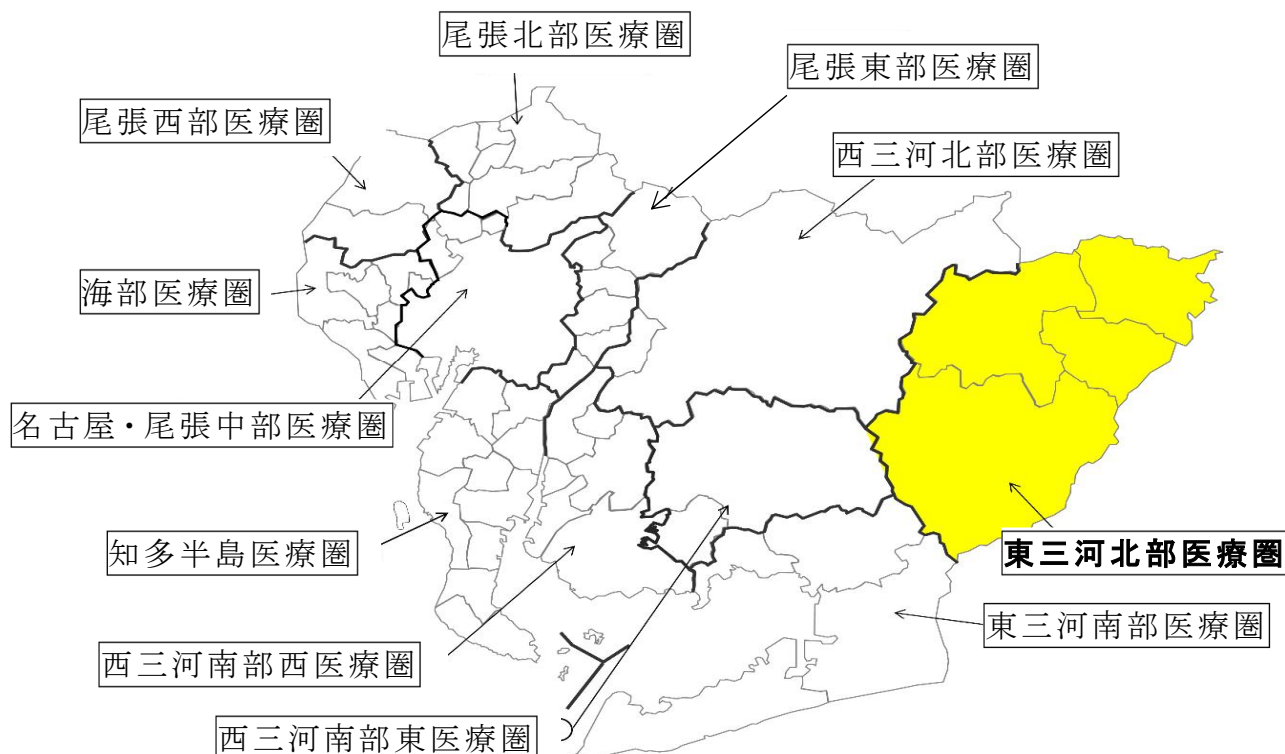 尾張北部医療圏
尾張東部医療圏
尾張西部医療圏
西三河北部医療圏
海部医療圏
名古屋・尾張中部医療圏
知多半島医療圏
東三河北部医療圏
東三河南部医療圏
西三河南部西医療圏
西三河南部東医療圏